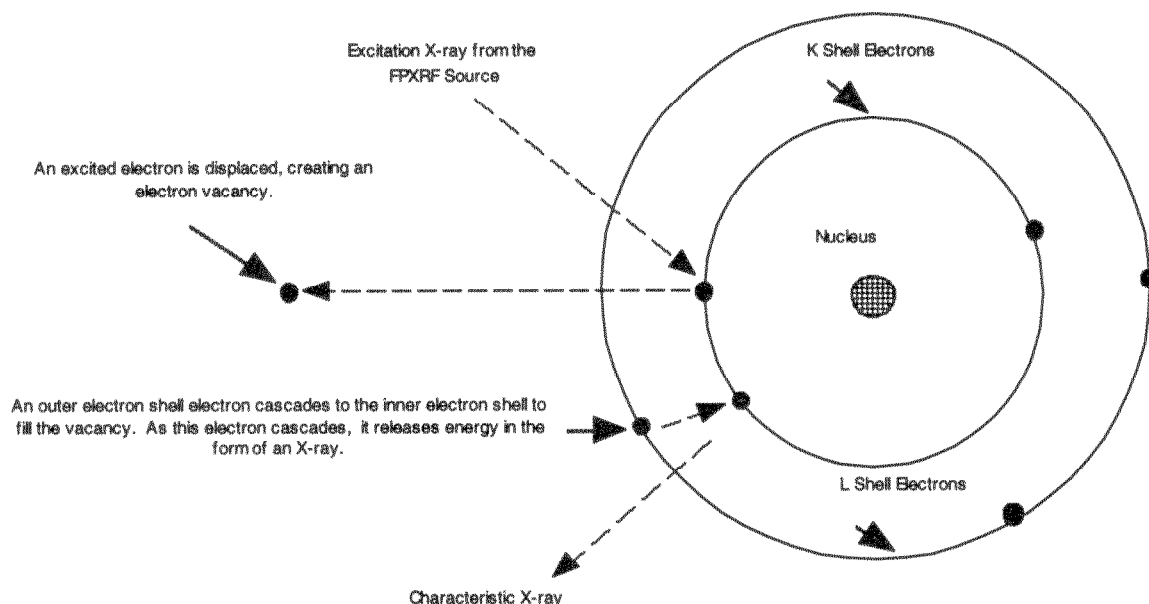 Excitation X-ray from the
FPXRF Source
K Shell Electrons
An excited electron is displaced, creating an
electron vacancy.
Nucleus
An outer electron shell electron cascades to the inner electron shell to
fill the vacancy. As this electron cascades, it releases energy in the
form of an X-ray.
L Shell Electrons
Characteristic X-ray